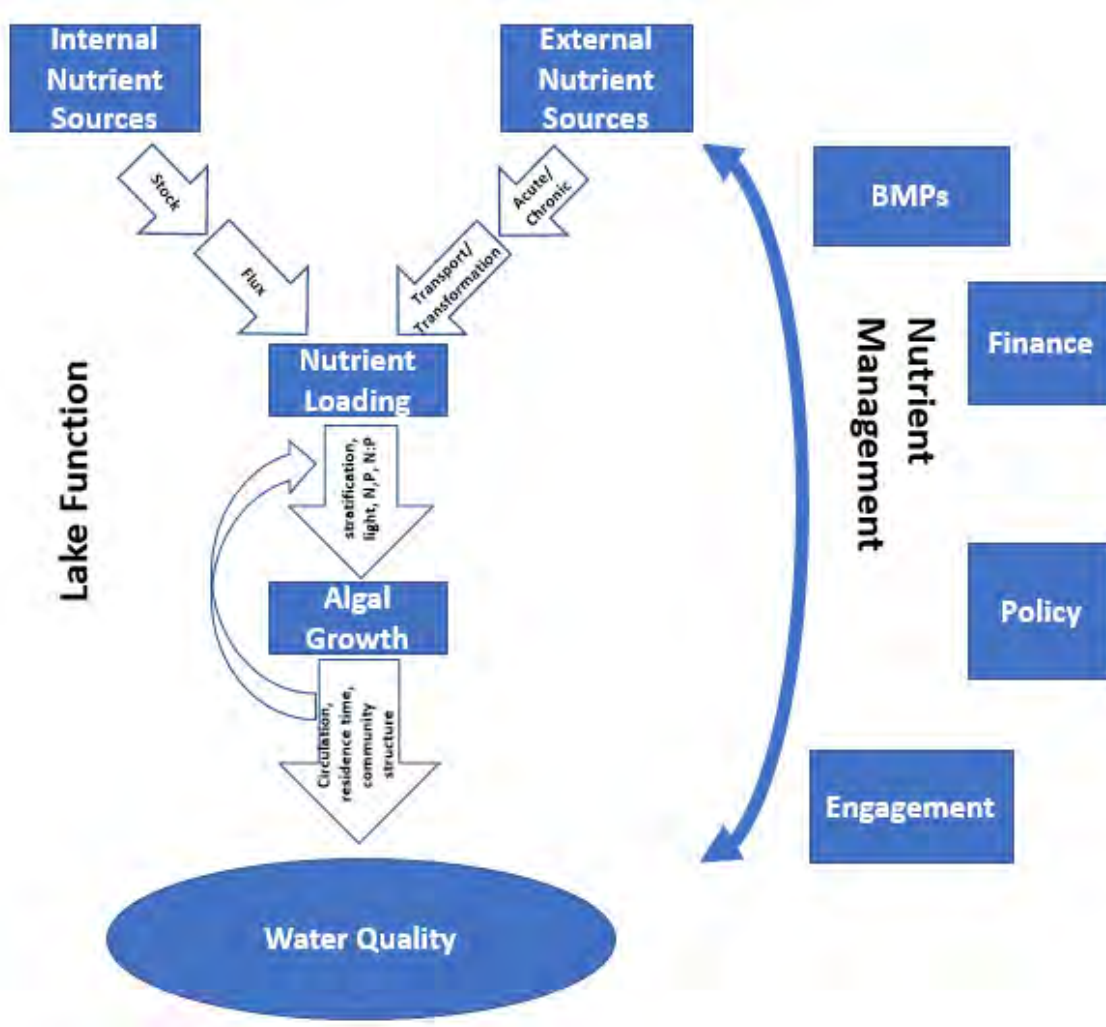 Internal
Nutrient
Sources
External
Nutrient
Sources
Stock
Flux
Acute/
Chronic
Transport/
Transformation
Nutrient
Loading
stratification,
light, N,P, N:P
Algal
Growth
Circulation,
residence time,
community
structure
Water Quality
Lake Function
Nutrient
Management
BMPs
Finance
Policy
Engagement